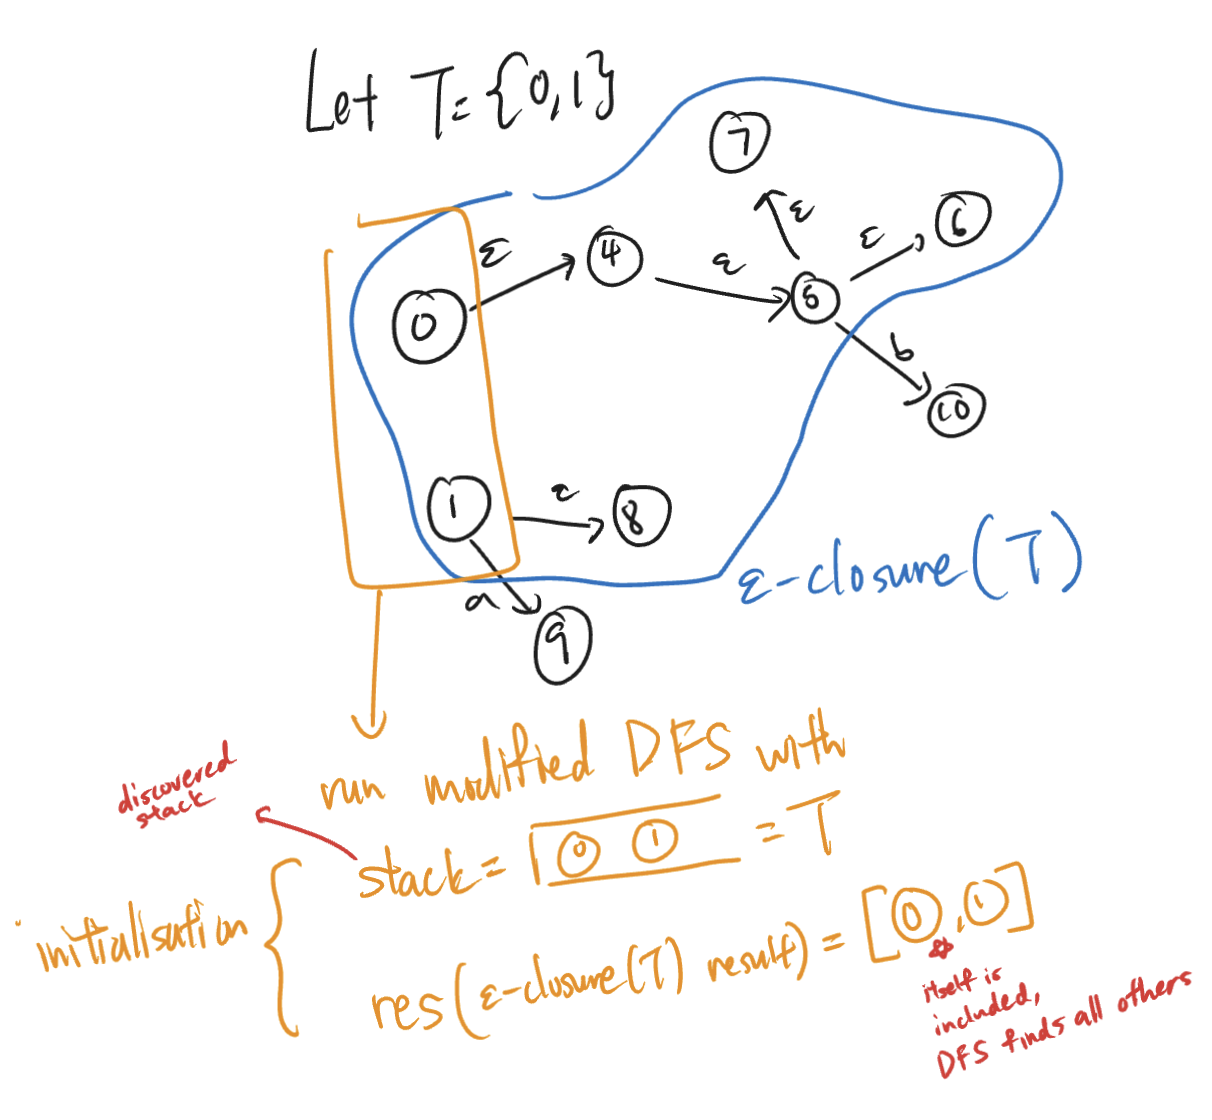 Let T = {0,1}
7
ε
ε
6
ε
4
ε
5
0
b
10
1
ε
8
ε-closure(T)
a
9
run modified DFS with
discovered
stack
stack = 0 1 = T
initialisation
res(ε-closure(T) result) = [0,1]
itself is
included,
DFS finds all others